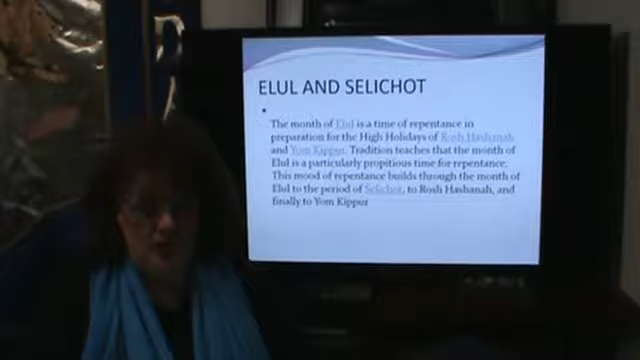 ELUL AND SELICHOT
The month of Elul is a time of repentance in
preparation for the High Holidays of Rosh Hashanah
and Yom Kippur. Tradition teaches that the month of
Elul is a particularly propitious time for repentance.
This mood of repentance builds through the month of
Elul to the period of Selichot, to Rosh Hashanah, and
finally to Yom Kippur